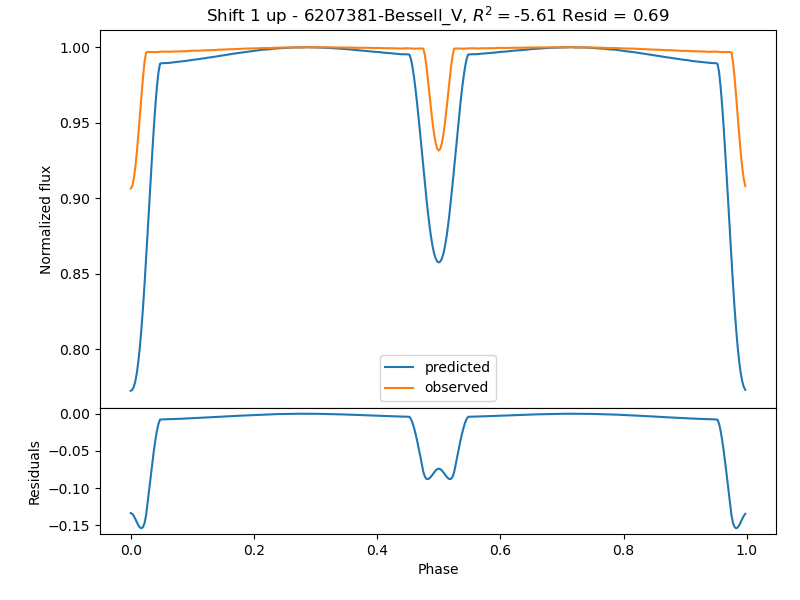 Shift 1 up - 6207381-Bessell_V, R² = -5.61 Resid = 0.69
1.00
0.95
0.90
0.85
0.80
Normalized flux
predicted
observed
0.00
−0.05
−0.10
−0.15
Residuals
0.0 0.2 0.4 0.6 0.8 1.0
Phase